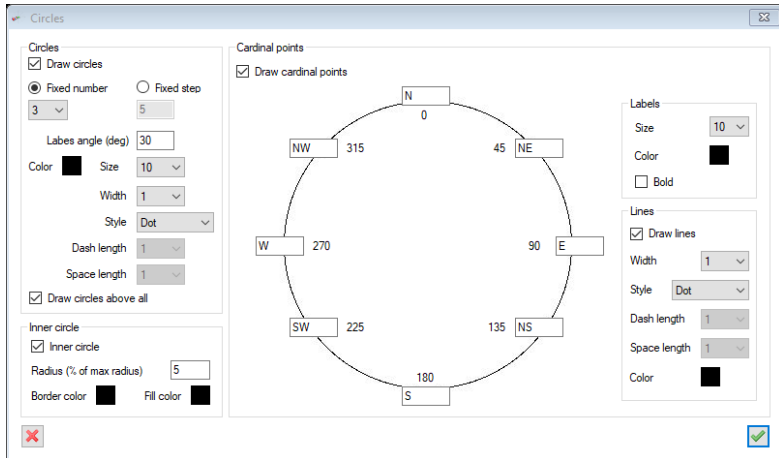 Circles
Circles
Draw circles
Fixed number
Fixed step
3
5
Labes angle (deg) 30
Color
Size 10
Width 1
Style Dot
Dash length 1
Space length 1
Draw circles above all
Inner circle
Inner circle
Radius (% of max radius) 5
Border color
Fill color
Cardinal points
Draw cardinal points
N
0
NW 315
45 NE
W 270
90 E
SW 225
135 NS
180
S
Labels
Size 10
Color
Bold
Lines
Draw lines
Width 1
Style Dot
Dash length 1
Space length 1
Color